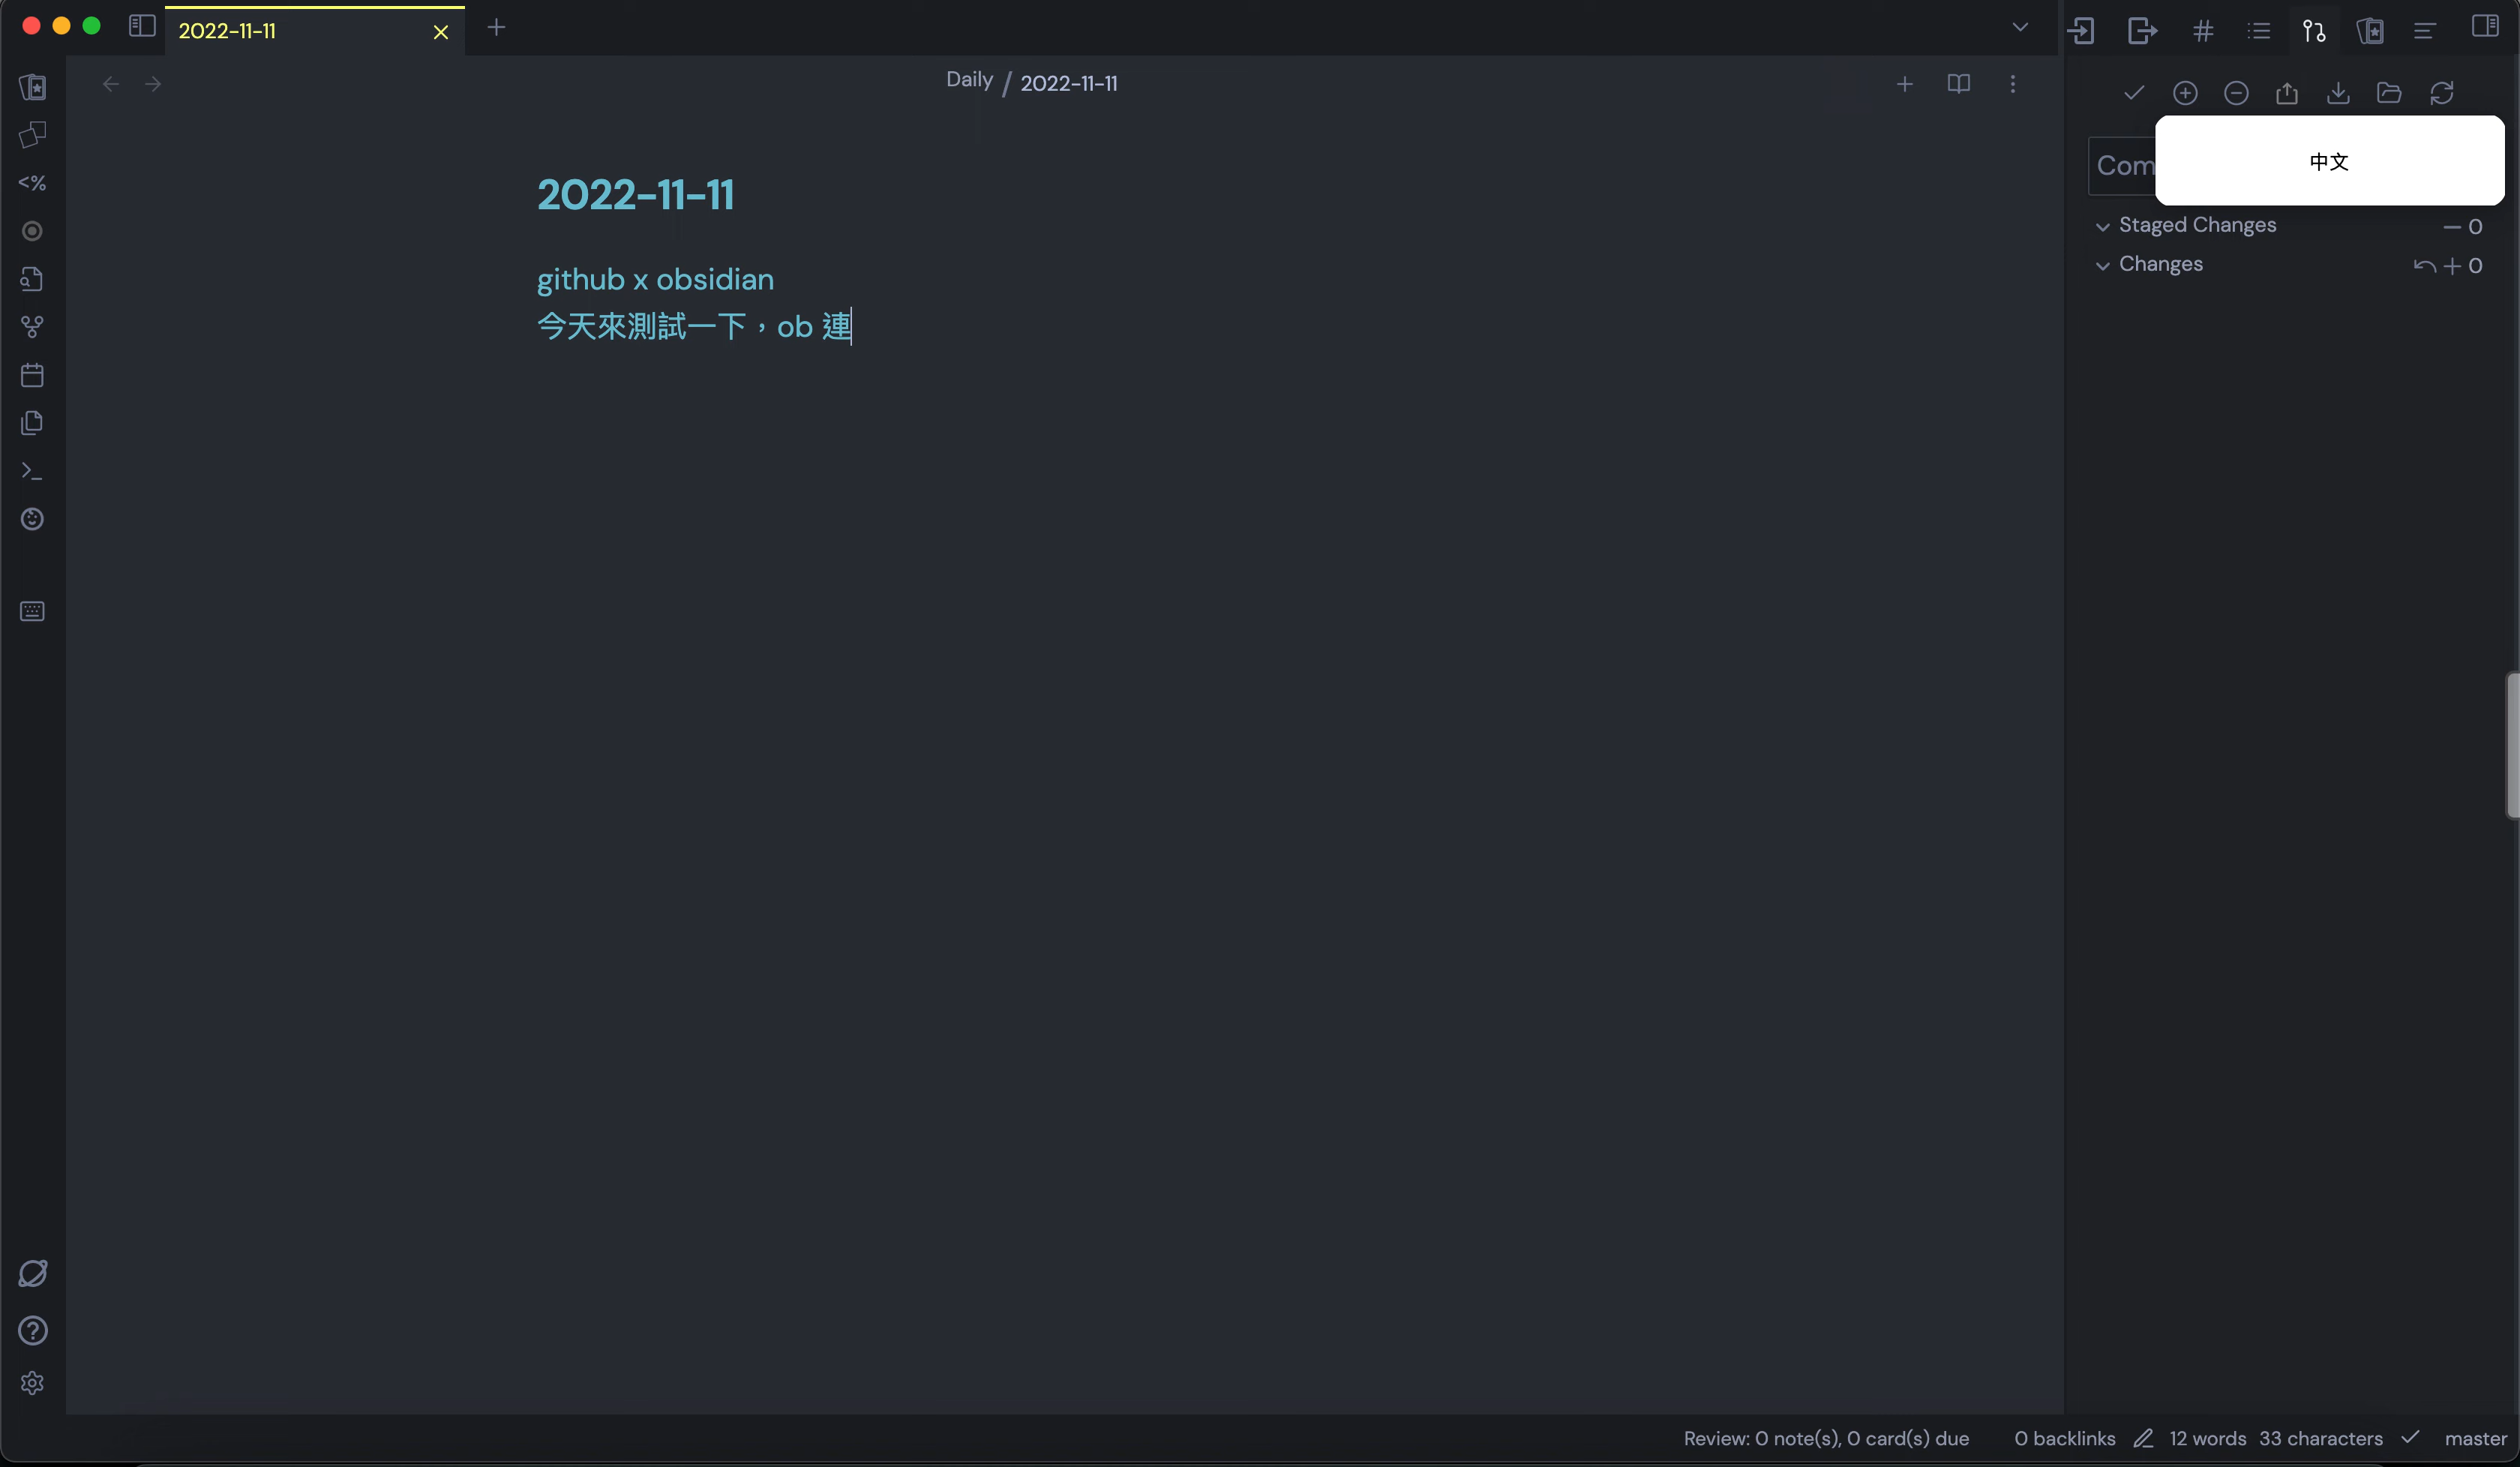 2022-11-11
Daily / 2022-11-11
<%
2022-11-11
github x obsidian
今天來測試一下，ob 連
中文
Com
Staged Changes 0
Changes 0
Review: 0 note(s), 0 card(s) due 0 backlinks 12 words 33 characters master